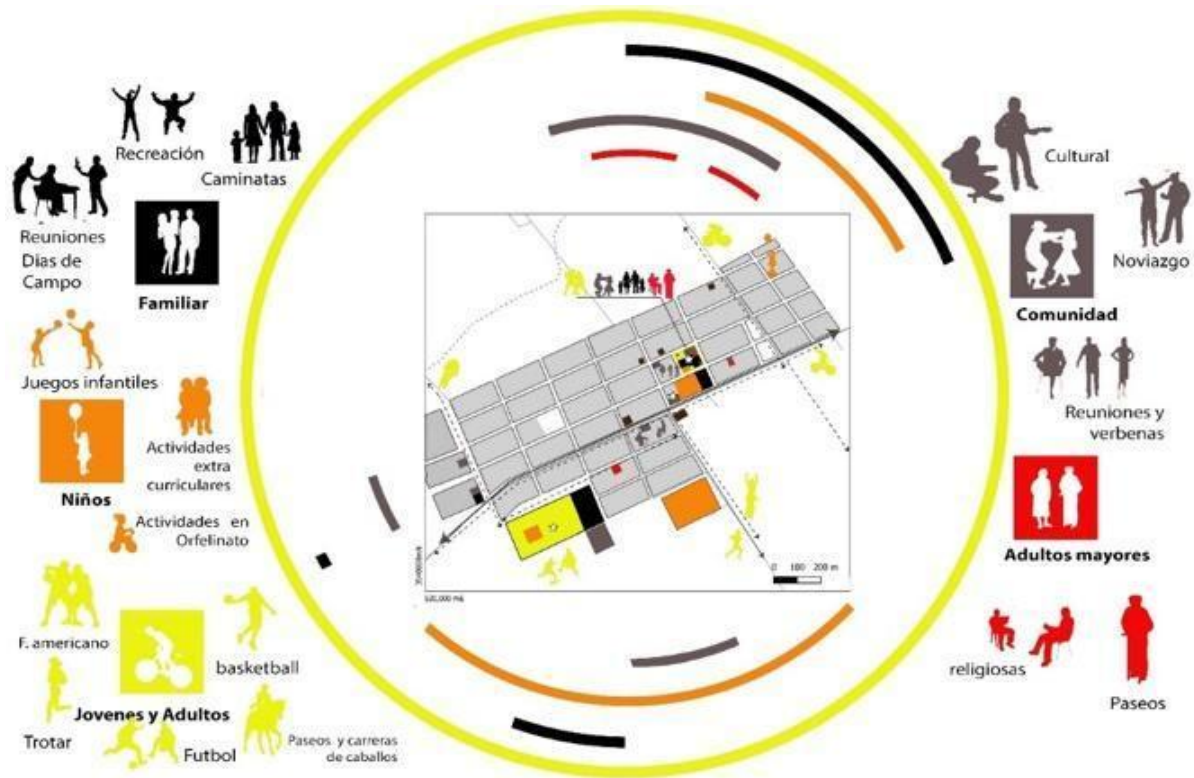 Recreación
Caminatas
Reuniones
Dias de
Campo
Familiar
Juegos infantiles
Niños
Actividades
extra
curriculares
Actividades en
Orfelinato
F. americano
basketball
Jovenes y Adultos
Trotar
Futbol
Paseos y carreras
de caballos
0 100 200 m
Cultural
Noviazgo
Comunidad
Reuniones y
verbenas
Adultos mayores
religiosas
Paseos